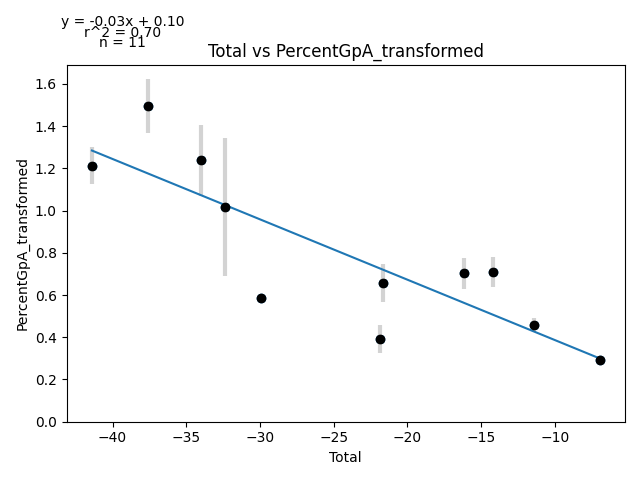 y = -0.03x + 0.10
r^2 = 0.70
n = 11
Total vs PercentGpA_transformed
PercentGpA_transformed
1.6
1.4
1.2
1.0
0.8
0.6
0.4
0.2
0.0
−40 −35 −30 −25 −20 −15 −10
Total